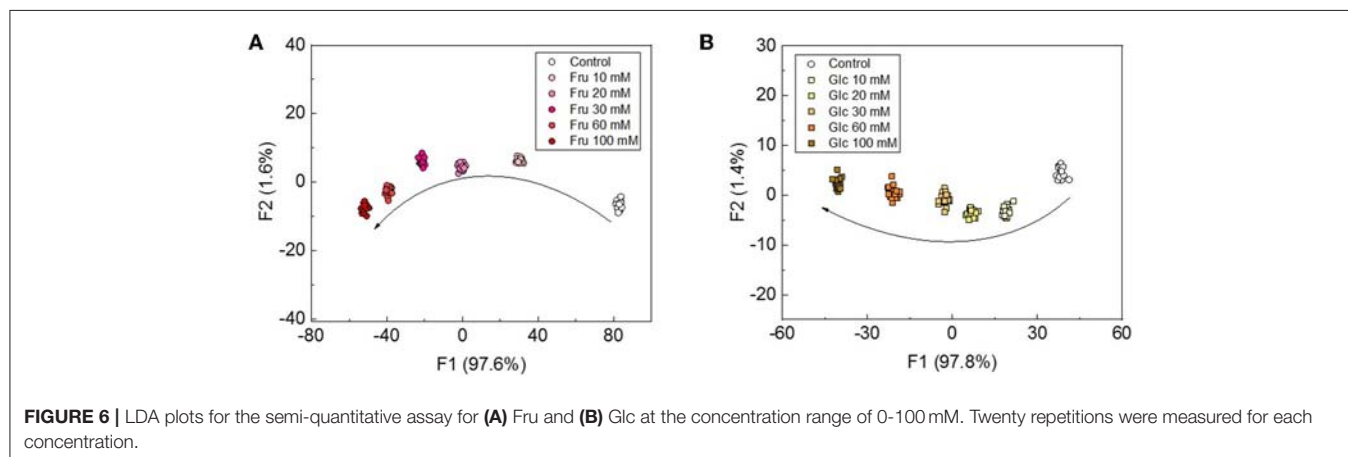 A
40
20
0
-20
-40
-80
-40
0
40
80
F2 (1.6%)
F1 (97.6%)
Control
Fru 10 mM
Fru 20 mM
Fru 30 mM
Fru 60 mM
Fru 100 mM
B
30
20
10
0
-10
-20
-60
-30
0
30
60
F2 (1.4%)
F1 (97.8%)
Control
Glc 10 mM
Glc 20 mM
Glc 30 mM
Glc 60 mM
Glc 100 mM
FIGURE 6 | LDA plots for the semi-quantitative assay for (A) Fru and (B) Glc at the concentration range of 0-100 mM. Twenty repetitions were measured for each
concentration.